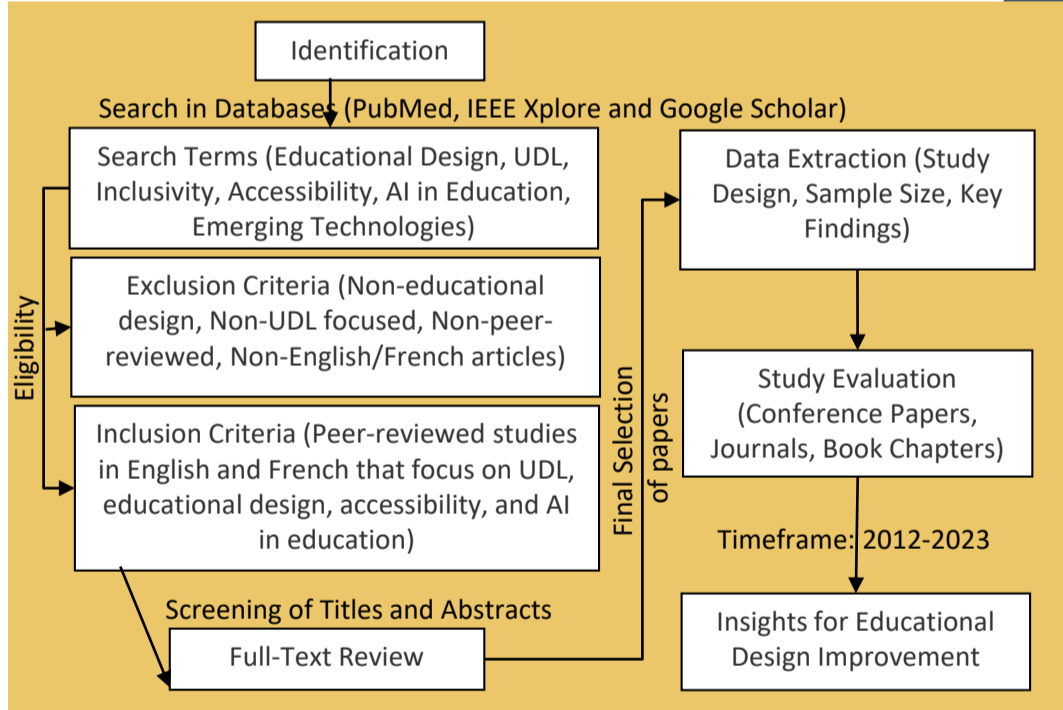 Identification
Search in Databases (PubMed, IEEE Xplore and Google Scholar)
Search Terms (Educational Design, UDL,
Inclusivity, Accessibility, AI in Education,
Emerging Technologies)
Eligibility
Exclusion Criteria (Non-educational
design, Non-UDL focused, Non-peer-
reviewed, Non-English/French articles)
Inclusion Criteria (Peer-reviewed studies
in English and French that focus on UDL,
educational design, accessibility, and AI
in education)
Screening of Titles and Abstracts
Full-Text Review
Final Selection
of papers
Data Extraction (Study
Design, Sample Size, Key
Findings)
Study Evaluation
(Conference Papers,
Journals, Book Chapters)
Timeframe: 2012-2023
Insights for Educational
Design Improvement